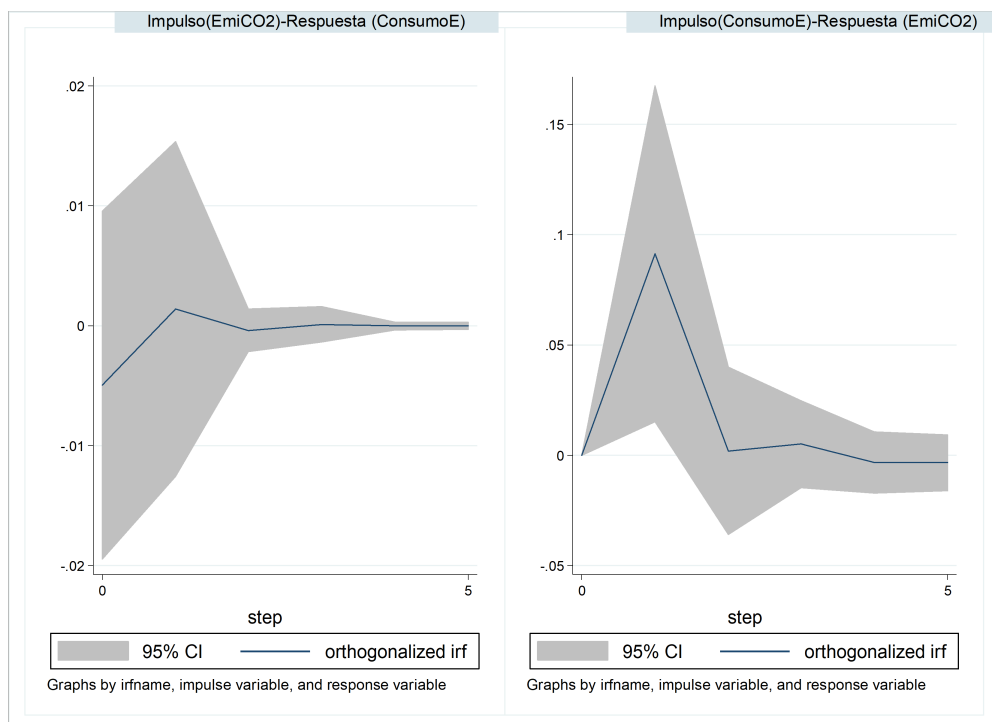 Impulso(EmiCO2)-Respuesta (ConsumoE)
.02
.01
0
-.01
-.02
0 5
step
95% CI orthogonalized irf
Graphs by irfname, impulse variable, and response variable
Impulso(ConsumoE)-Respuesta (EmiCO2)
.15
.1
.05
0
-.05
0 5
step
95% CI orthogonalized irf
Graphs by irfname, impulse variable, and response variable